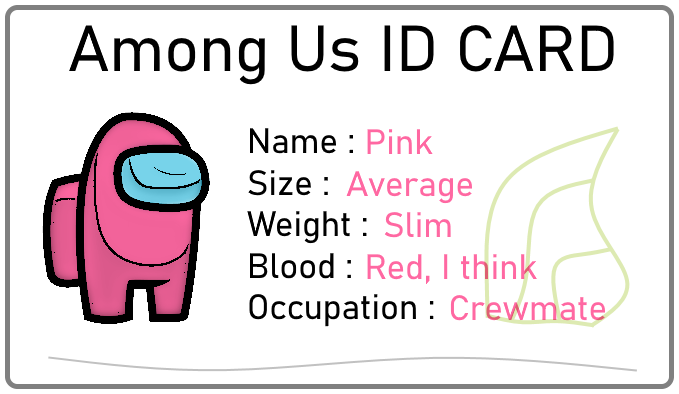 Among Us ID CARD
Name : Pink
Size : Average
Weight : Slim
Blood : Red, I think
Occupation : Crewmate